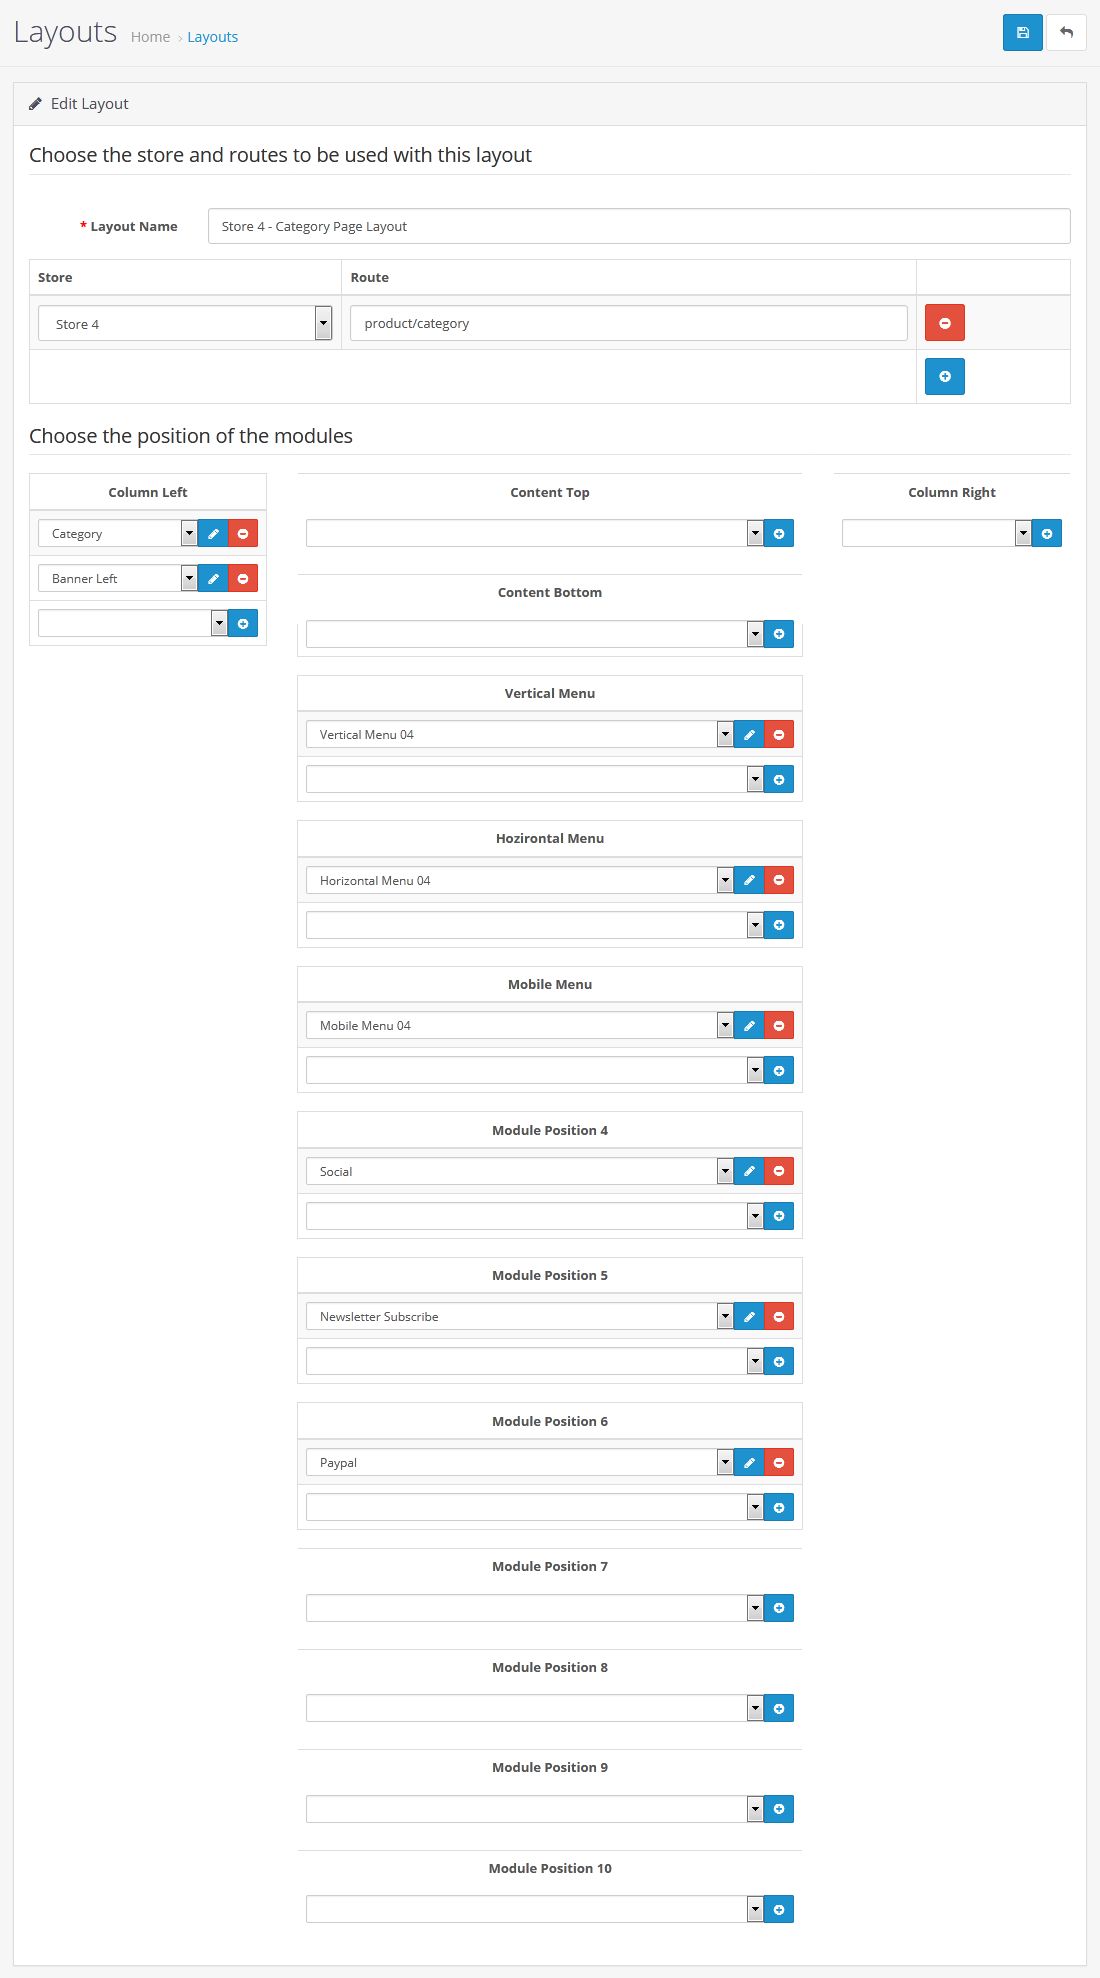 Layouts Home › Layouts
Edit Layout
Choose the store and routes to be used with this layout
* Layout Name Store 4 - Category Page Layout
Store Route
Store 4 product/category
Choose the position of the modules
Column Left Content Top Column Right
Category
Banner Left
Content Bottom
Vertical Menu
Vertical Menu 04
Hozirontal Menu
Horizontal Menu 04
Mobile Menu
Mobile Menu 04
Module Position 4
Social
Module Position 5
Newsletter Subscribe
Module Position 6
Paypal
Module Position 7
Module Position 8
Module Position 9
Module Position 10